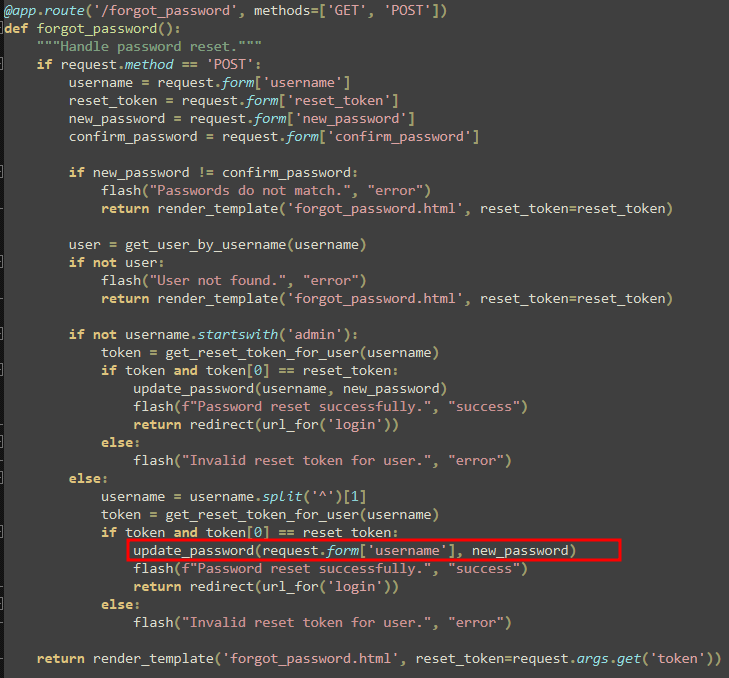 @app.route('/forgot_password', methods=['GET', 'POST'])
def forgot_password():
    """Handle password reset."""
    if request.method == 'POST':
        username = request.form['username']
        reset_token = request.form['reset_token']
        new_password = request.form['new_password']
        confirm_password = request.form['confirm_password']

        if new_password != confirm_password:
            flash("Passwords do not match.", "error")
            return render_template('forgot_password.html', reset_token=reset_token)

        user = get_user_by_username(username)
        if not user:
            flash("User not found.", "error")
            return render_template('forgot_password.html', reset_token=reset_token)

        if not username.startswith('admin'):
            token = get_reset_token_for_user(username)
            if token and token[0] == reset_token:
                update_password(username, new_password)
                flash(f"Password reset successfully.", "success")
                return redirect(url_for('login'))
            else:
                flash("Invalid reset token for user.", "error")
        else:
            username = username.split('^')[1]
            token = get_reset_token_for_user(username)
            if token and token[0] == reset_token:
                update_password(request.form['username'], new_password)
                flash(f"Password reset successfully.", "success")
                return redirect(url_for('login'))
            else:
                flash("Invalid reset token for user.", "error")

    return render_template('forgot_password.html', reset_token=request.args.get('token'))